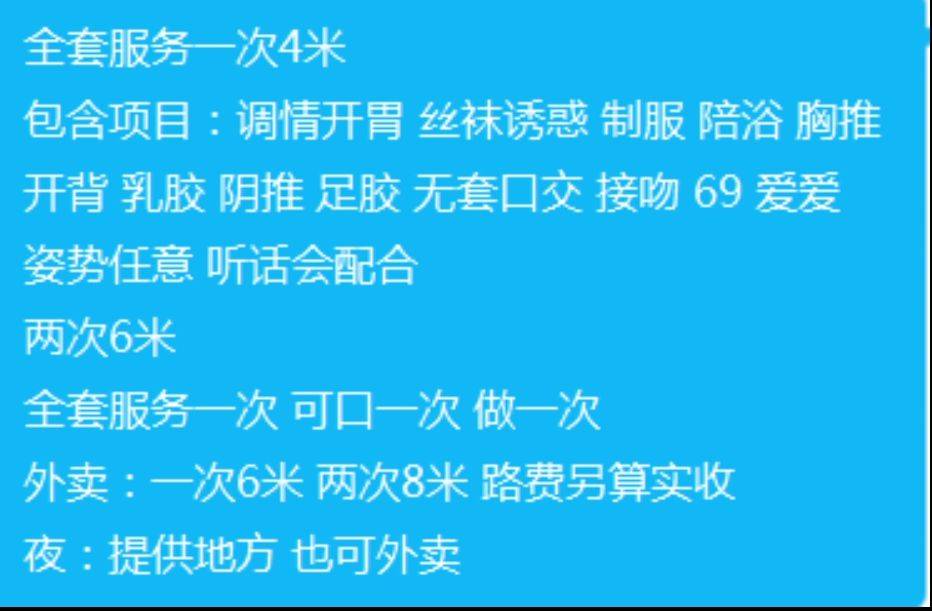 全套服务一次4米
包含项目：调情开胃 丝袜诱惑 制服 陪浴 胸推
开背 乳胶 阴推 足胶 无套口交 接吻 69 爱爱
姿势任意 听话会配合
两次6米
全套服务一次 可口一次 做一次
外卖：一次6米 两次8米 路费另算实收
夜：提供地方 也可外卖